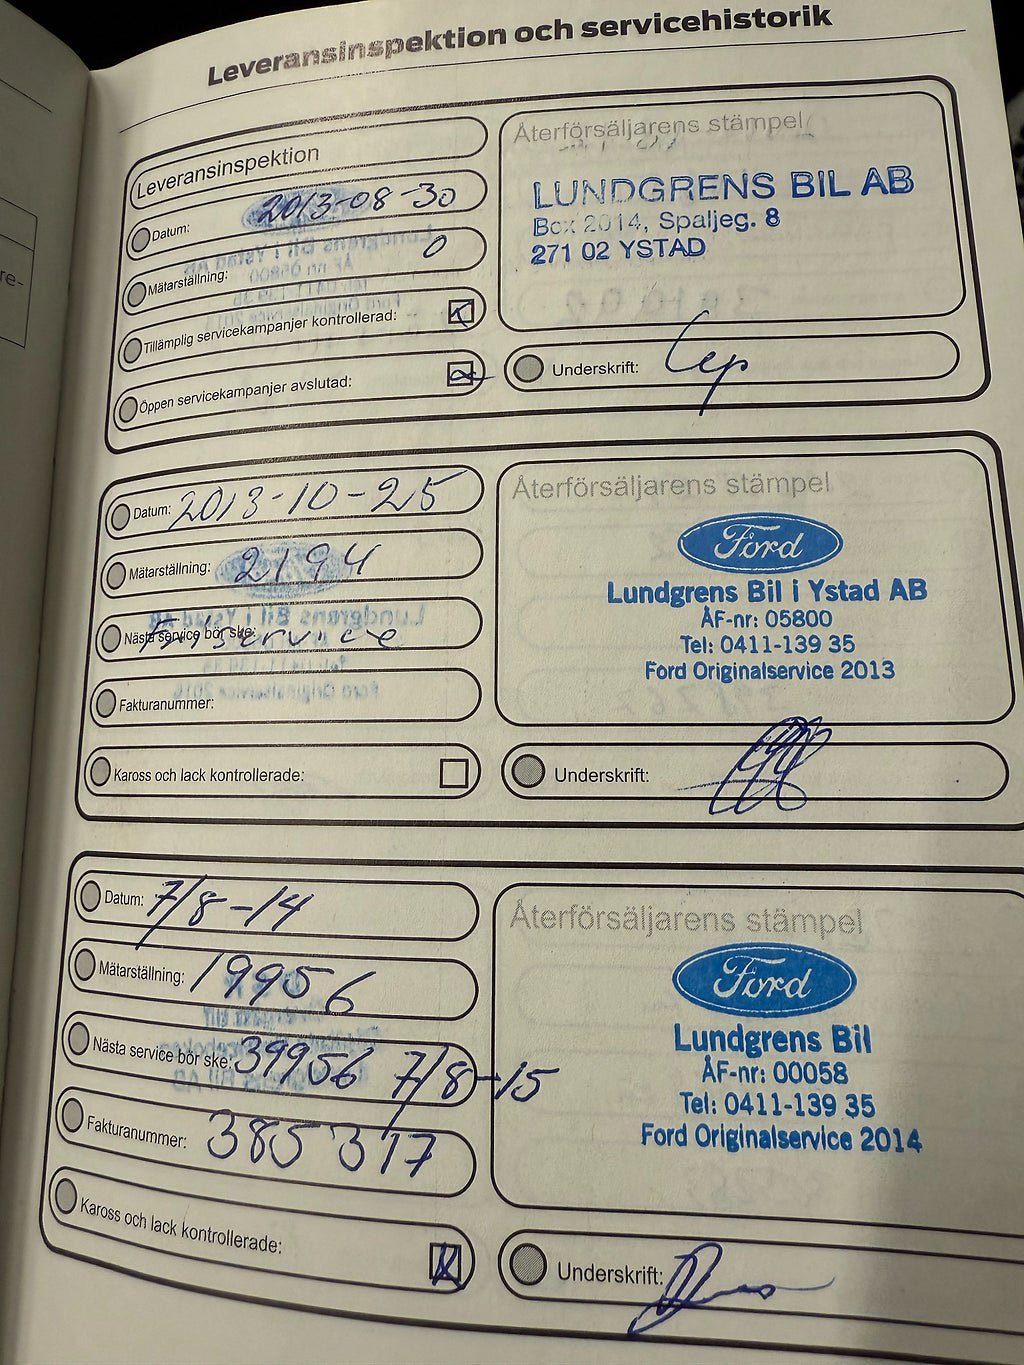 Leveransinspektion och servicehistorik
Leveransinspektion
Datum: 2013-08-30
Mätarställning: 0
Tillämplig servicekampanjer kontrollerad:
Öppen servicekampanjer avslutad:
Återförsäljarens stämpel
LUNDGRENS BIL AB
Box 2014, Spaljeg. 8
271 02 YSTAD
Underskrift:
Datum: 2013-10-25
Mätarställning: 2194
Nästa service bör ske:
Fakturanummer:
Kaross och lack kontrollerade:
Återförsäljarens stämpel
Ford
Lundgrens Bil i Ystad AB
ÅF-nr: 05800
Tel: 0411-139 35
Ford Originalservice 2013
Underskrift:
Datum: 7/8-14
Mätarställning: 19956
Nästa service bör ske: 39956 7/8-15
Fakturanummer: 385317
Kaross och lack kontrollerade:
Återförsäljarens stämpel
Ford
Lundgrens Bil
ÅF-nr: 00058
Tel: 0411-139 35
Ford Originalservice 2014
Underskrift: